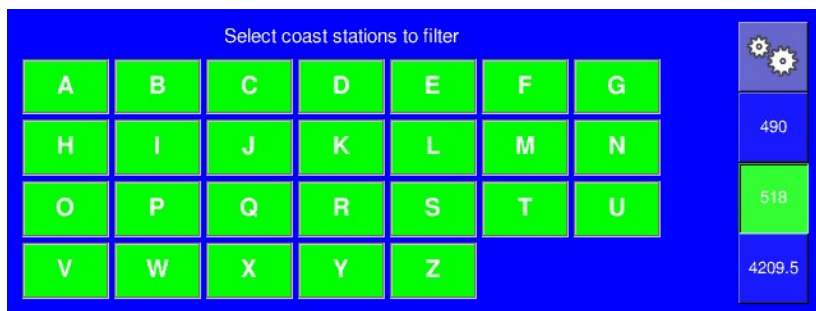 Select coast stations to filter
A B C D E F G
H I J K L M N
O P Q R S T U
V W X Y Z
490
518
4209.5